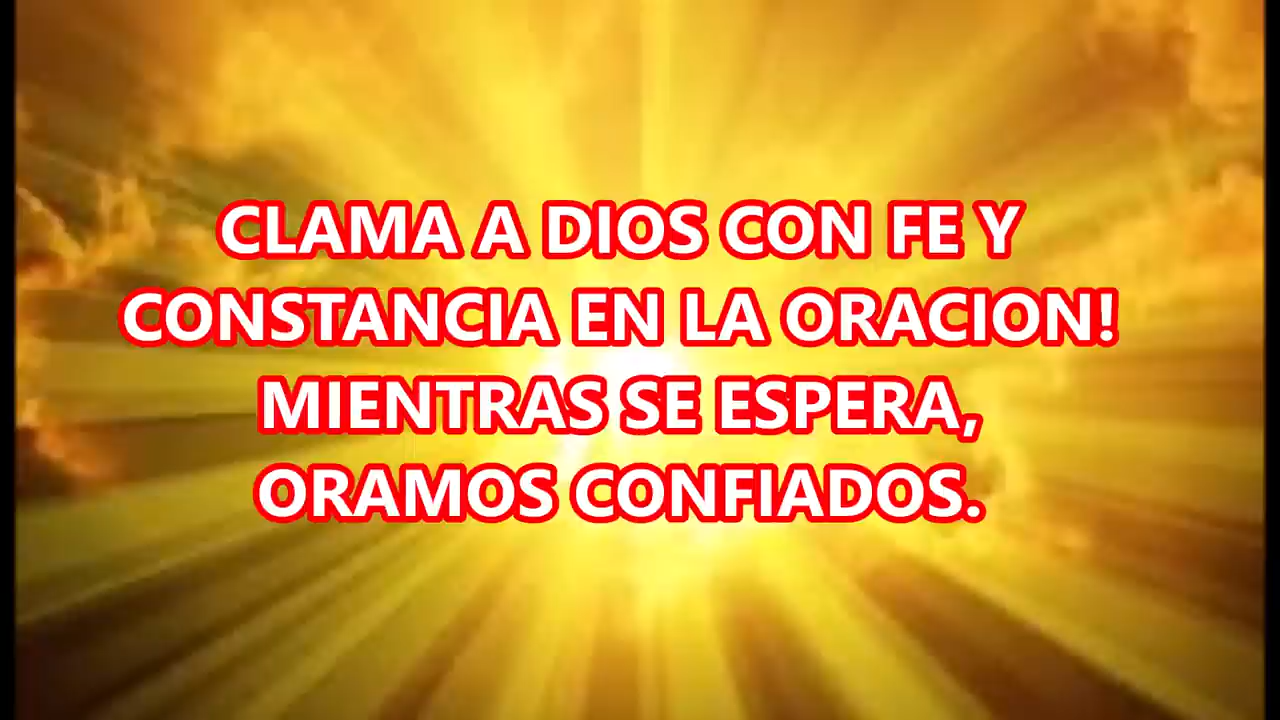 CLAMA A DIOS CON FE Y
CONSTANCIA EN LA ORACION!
MIENTRAS SE ESPERA,
ORAMOS CONFIADOS.